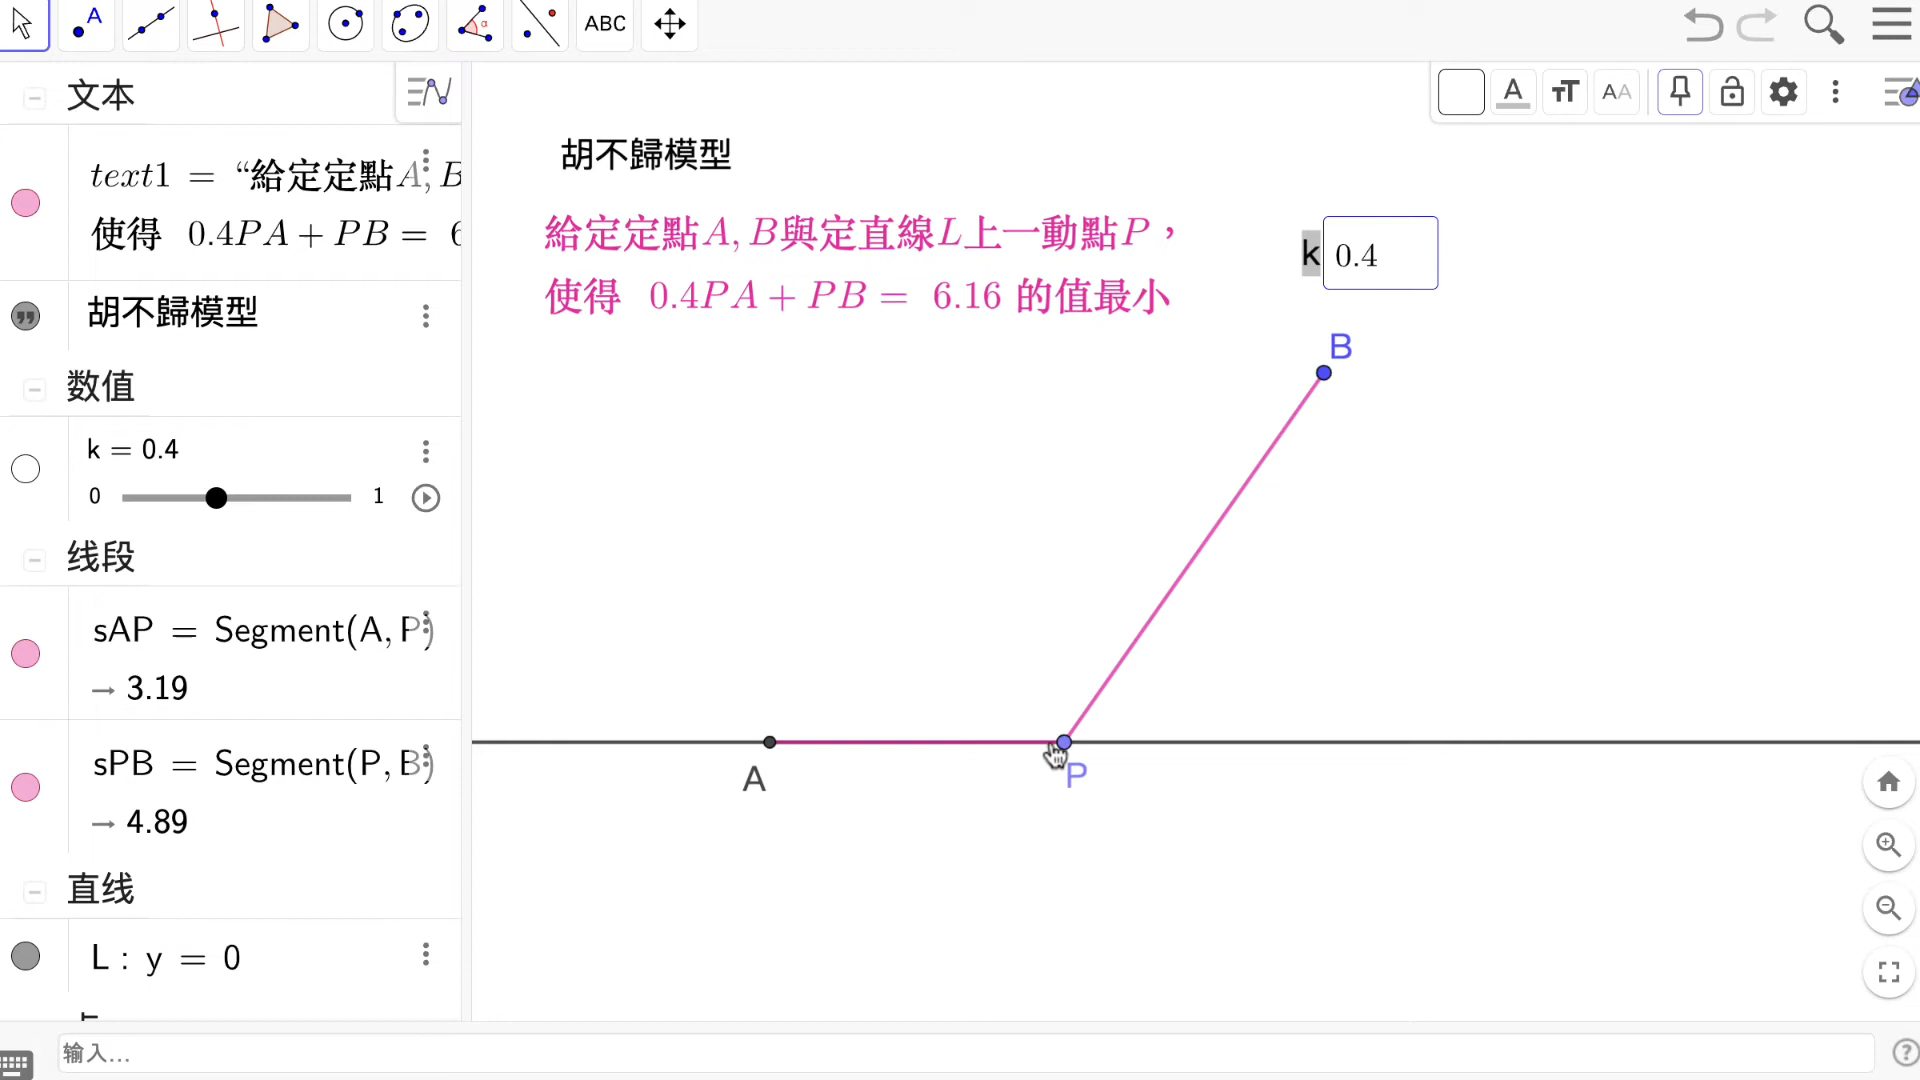 A
α
ABC
文本
text1 = “給定定點A, B
使得 0.4PA + PB = 6
胡不歸模型
数值
k = 0.4
0
1
线段
sAP = Segment(A, P)
→ 3.19
sPB = Segment(P, B)
→ 4.89
直线
L : y = 0
A
TT
AA
胡不歸模型
給定定點A, B與定直線L上一動點P，
使得 0.4PA + PB = 6.16 的值最小
k 0.4
B
A
P
输入...
?